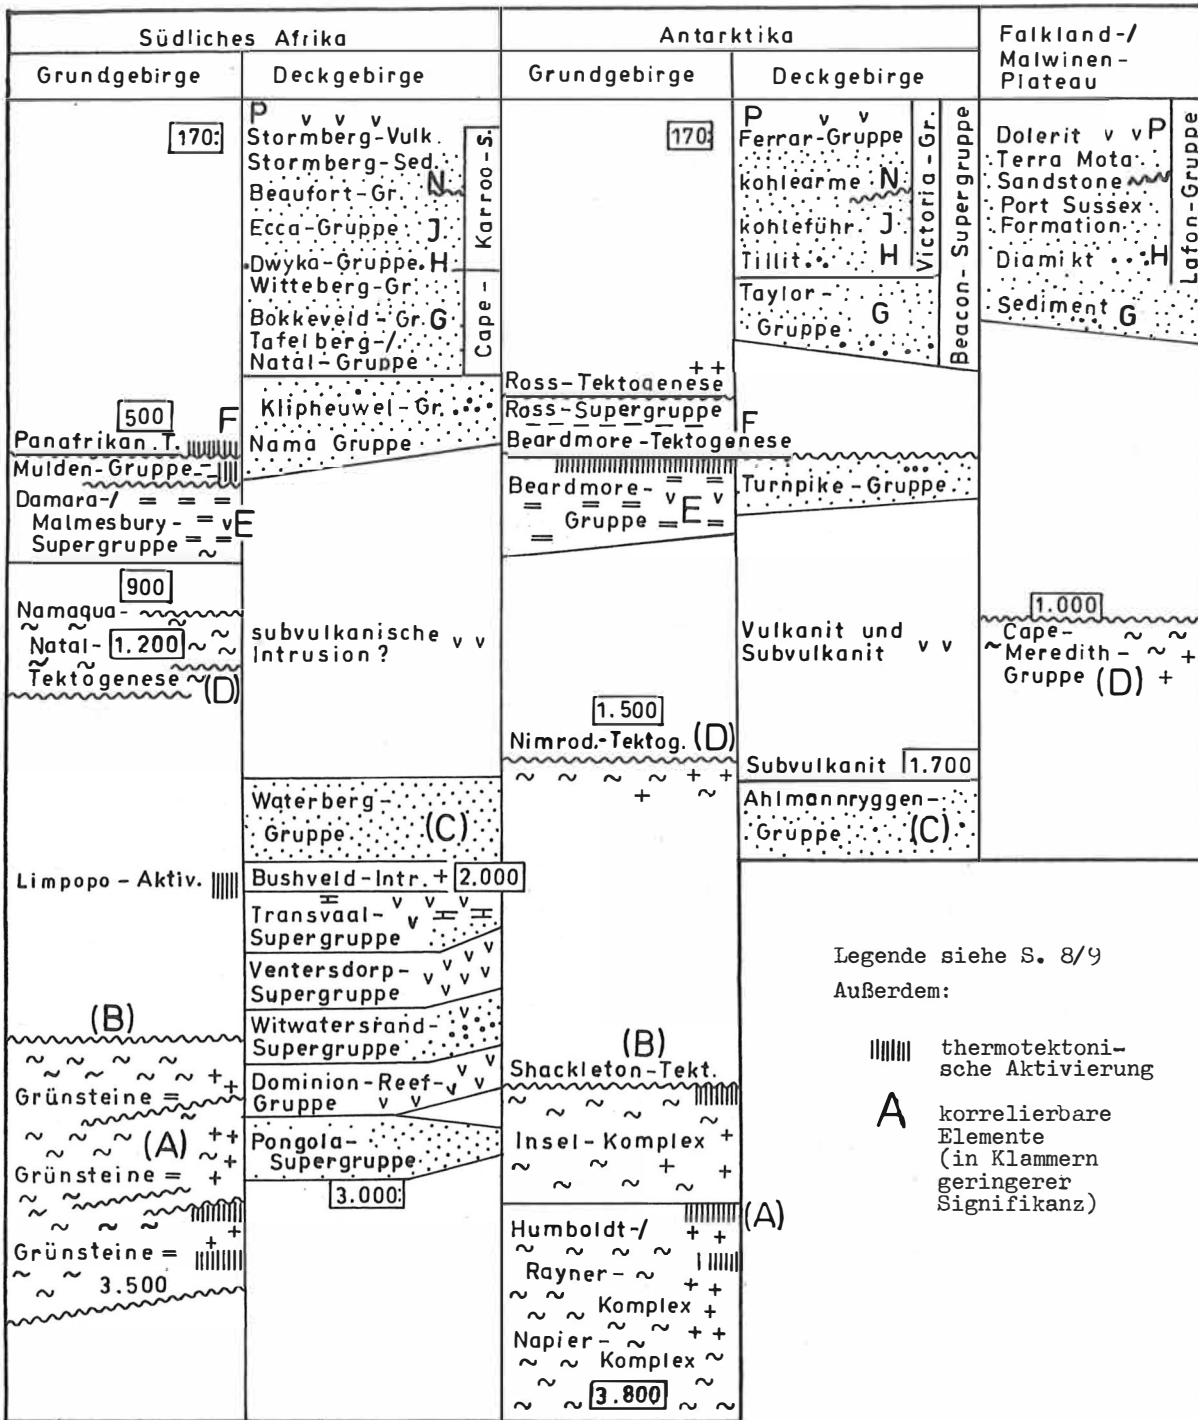 Südliches Afrika
Grundgebirge
Deckgebirge
Antarktika
Grundgebirge
Deckgebirge
Falkland-/
Malwinen-
Plateau
170:
500 F
Panafrikan. T.
Mulden-Gruppe
Damara-/
Malmesbury- E
Supergruppe
900
Namaqua-
Natal- 1.200
Tektogenese (D)
Limpopo-Aktiv.
(B)
Grünsteine
(A)
Grünsteine
Grünsteine
3.500
P
Stormberg-Vulk.
Stormberg-Sed.
N
Beaufort-Gr.
Ecca-Gruppe J
Dwyka-Gruppe H
Karroo-S.
Witteberg-Gr.
Bokkeveld-Gr. G
Tafelberg-/
Natal-Gruppe
Cape-
Klipheuwel-Gr.
Nama Gruppe
subvulkanische
Intrusion?
Waterberg-
Gruppe (C)
Bushveld-Intr. + 2.000
Transvaal-
Supergruppe
Ventersdorp-
Supergruppe
Witwatersrand-
Supergruppe
Dominion-Reef-
Gruppe
Pongola-
Supergruppe
3.000:
170:
Ross-Tektogenese
Ross-Supergruppe
F
Beardmore-Tektogenese
Beardmore-
Gruppe E
1.500
Nimrod.-Tektog. (D)
(B)
Shackleton-Tekt.
Insel-Komplex
(A)
Humboldt-/
Rayner-
Komplex
Napier-
Komplex
3.800
P
Ferrar-Gruppe
kohlearme N
kohleführ. J
Tillit H
Victoria-Gr.
Taylor-
Gruppe G
Beacon-Supergruppe
Turnpike-Gruppe
Vulkanit und
Subvulkanit
Subvulkanit 1.700
Ahlmannryggen-
Gruppe (C)
Dolerit P
Terra Mota
Sandstone
Port Sussex
Formation
Diamikt H
Lafon-Gruppe
Sediment G
1.000
Cape-
Meredith-
Gruppe (D)
Legende siehe S. 8/9
Außerdem:
thermotektoni-
sche Aktivierung
A korrelierbare
Elemente
(in Klammern
geringerer
Signifikanz)